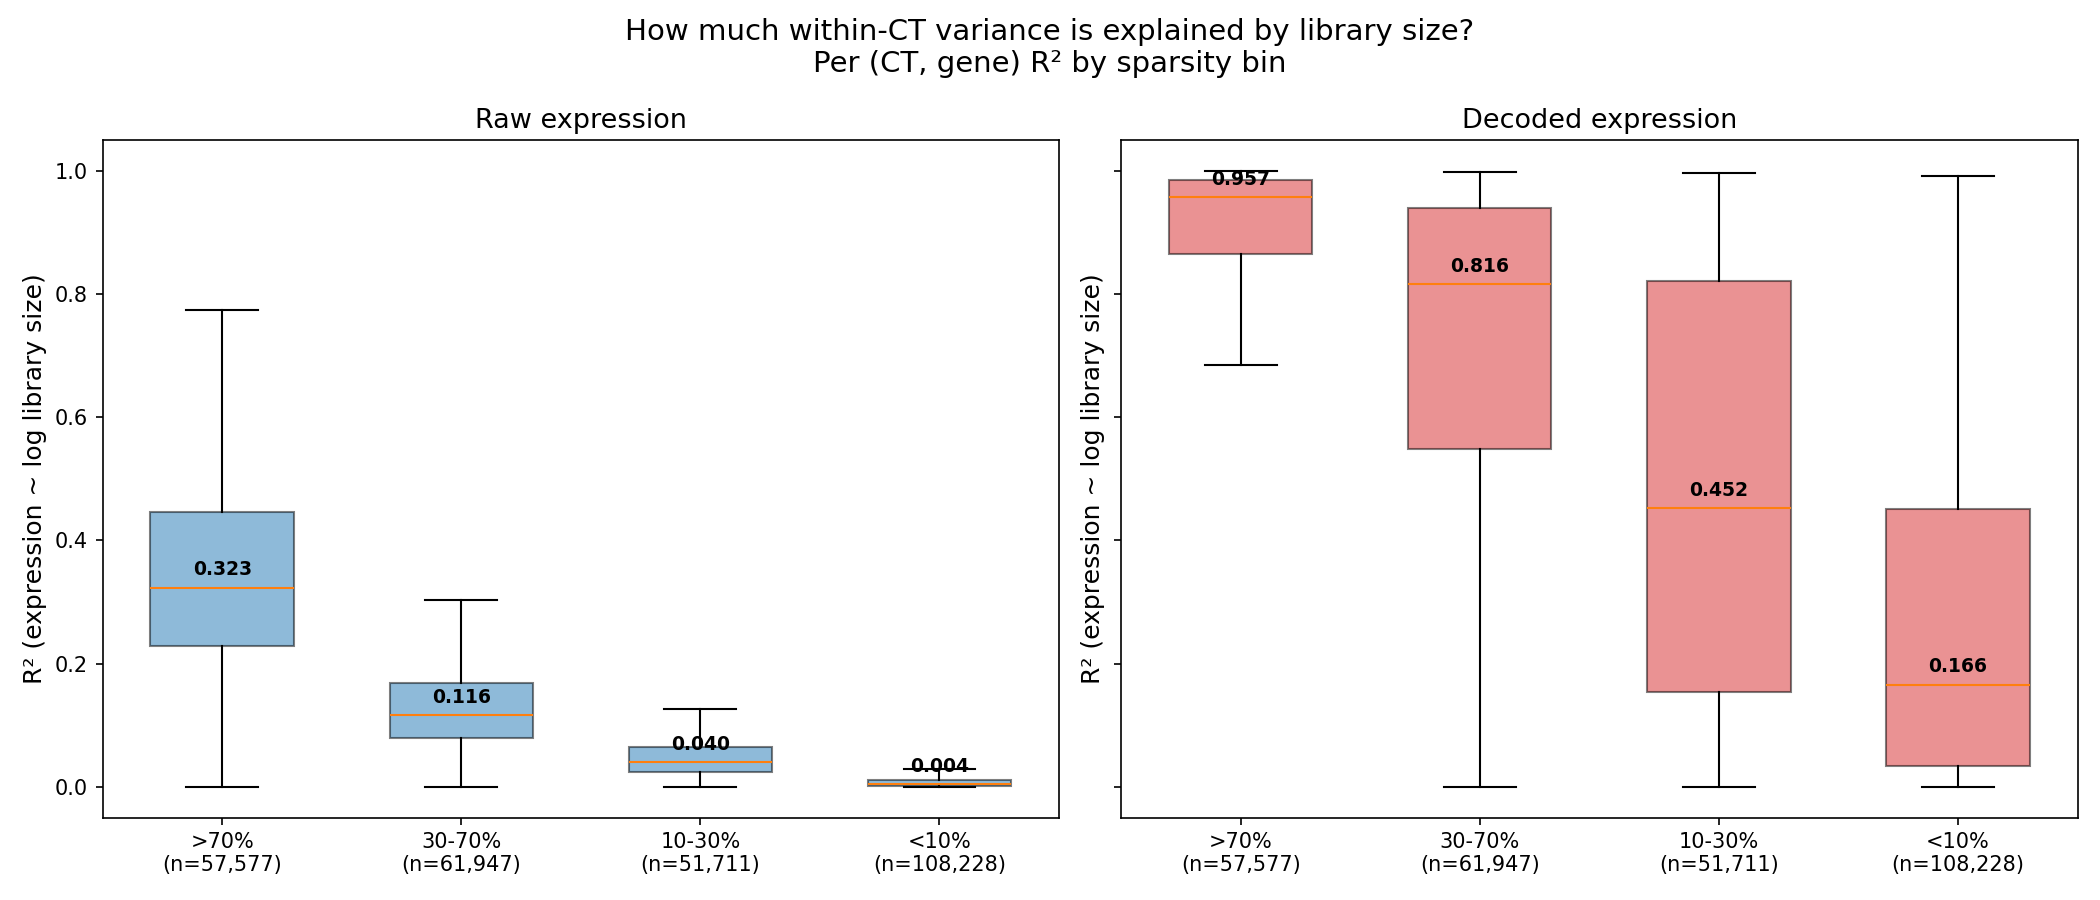 How much within-CT variance is explained by library size?
Per (CT, gene) R² by sparsity bin
Raw expression
R² (expression ~ log library size)
1.0
0.8
0.6
0.4
0.2
0.0
0.323
0.116
0.040
0.004
>70%
(n=57,577)
30-70%
(n=61,947)
10-30%
(n=51,711)
<10%
(n=108,228)
Decoded expression
R² (expression ~ log library size)
0.957
0.816
0.452
0.166
>70%
(n=57,577)
30-70%
(n=61,947)
10-30%
(n=51,711)
<10%
(n=108,228)